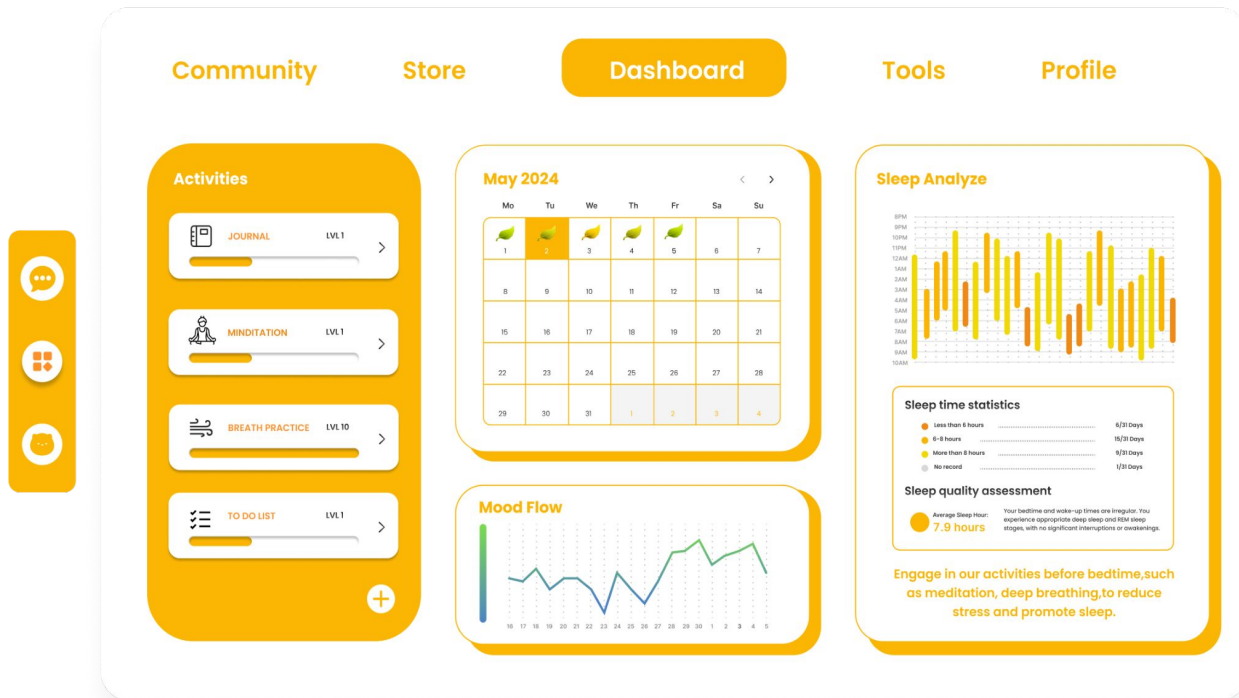 Community Store Dashboard Tools Profile
Activities
JOURNAL LVL 1
MINDITATION LVL 1
BREATH PRACTICE LVL 10
TO DO LIST LVL 1
May 2024
Mo Tu We Th Fr Sa Su
1 2 3 4 5 6 7
8 9 10 11 12 13 14
15 16 17 18 19 20 21
22 23 24 25 26 27 28
29 30 31 1 2 3 4
Mood Flow
16 17 18 19 20 21 22 23 24 25 26 27 28 29 30 1 2 3 4 5
Sleep Analyze
8PM
9PM
10PM
11PM
12AM
1AM
2AM
3AM
4AM
5AM
6AM
7AM
8AM
9AM
10AM
Sleep time statistics
Less than 6 hours 6/31 Days
6-8 hours 15/31 Days
More than 8 hours 9/31 Days
No record 1/31 Days
Sleep quality assessment
Average Sleep Hour:
7.9 hours
Your bedtime and wake-up times are irregular. You
experience appropriate deep sleep and REM sleep
stages, with no significant interruptions or awakenings.
Engage in our activities before bedtime,such
as meditation, deep breathing,to reduce
stress and promote sleep.